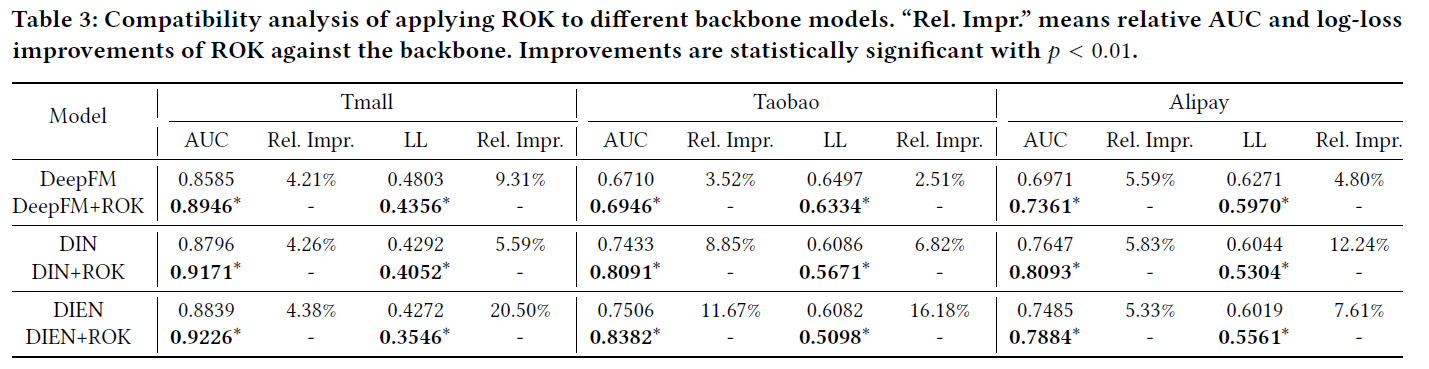 Table 3: Compatibility analysis of applying ROK to different backbone models. “Rel. Impr.” means relative AUC and log-loss
improvements of ROK against the backbone. Improvements are statistically significant with p < 0.01.
Model Tmall Taobao Alipay
AUC Rel. Impr. LL Rel. Impr. AUC Rel. Impr. LL Rel. Impr. AUC Rel. Impr. LL Rel. Impr.
DeepFM 0.8585 4.21% 0.4803 9.31% 0.6710 3.52% 0.6497 2.51% 0.6971 5.59% 0.6271 4.80%
DeepFM+ROK 0.8946* - 0.4356* - 0.6946* - 0.6334* - 0.7361* - 0.5970* -
DIN 0.8796 4.26% 0.4292 5.59% 0.7433 8.85% 0.6086 6.82% 0.7647 5.83% 0.6044 12.24%
DIN+ROK 0.9171* - 0.4052* - 0.8091* - 0.5671* - 0.8093* - 0.5304* -
DIEN 0.8839 4.38% 0.4272 20.50% 0.7506 11.67% 0.6082 16.18% 0.7485 5.33% 0.6019 7.61%
DIEN+ROK 0.9226* - 0.3546* - 0.8382* - 0.5098* - 0.7884* - 0.5561* -